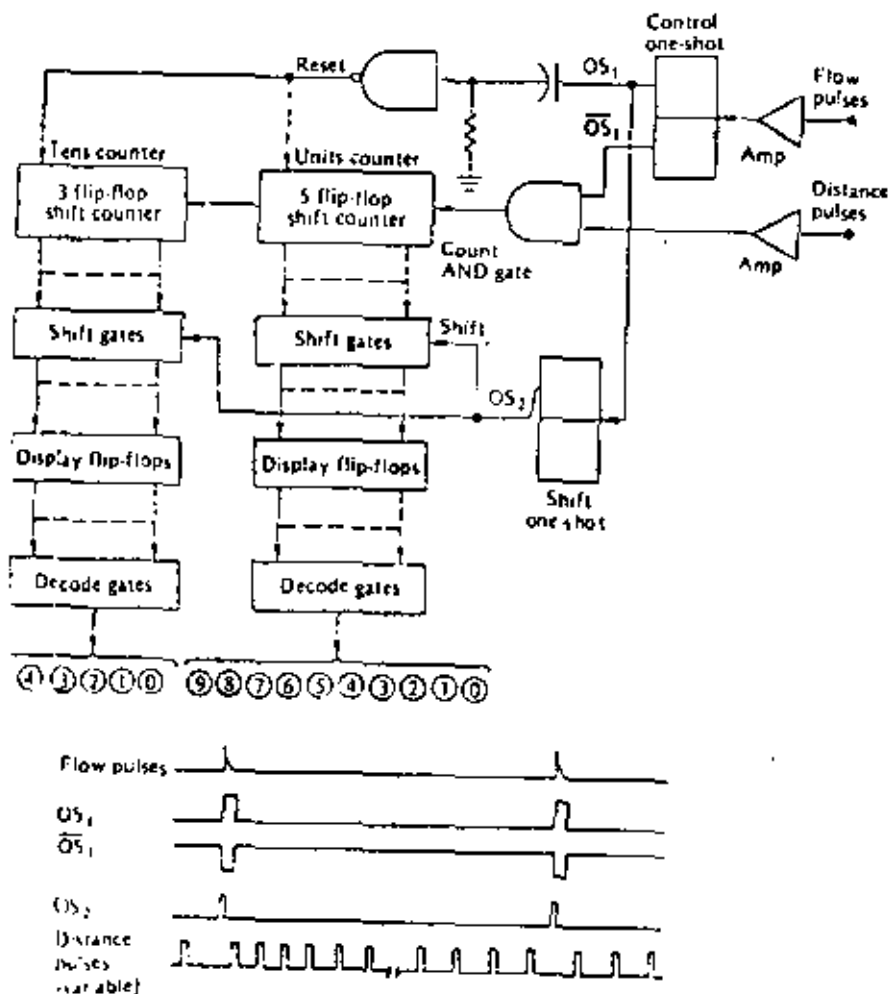 Control
one-shot
Reset
OS₁
Flow
pulses
OS₁
Amp
Tens counter
Units counter
Distance
pulses
3 flip-flop
shift counter
5 flip-flop
shift counter
Count
AND gate
Amp
Shift gates
Shift gates
Shift
OS₂
Display flip-flops
Display flip-flops
Shift
one-shot
Decode gates
Decode gates
4 3 2 1 0 9 8 7 6 5 4 3 2 1 0
Flow pulses
OS₁
OS₁
OS₂
Distance
pulses
(variable)